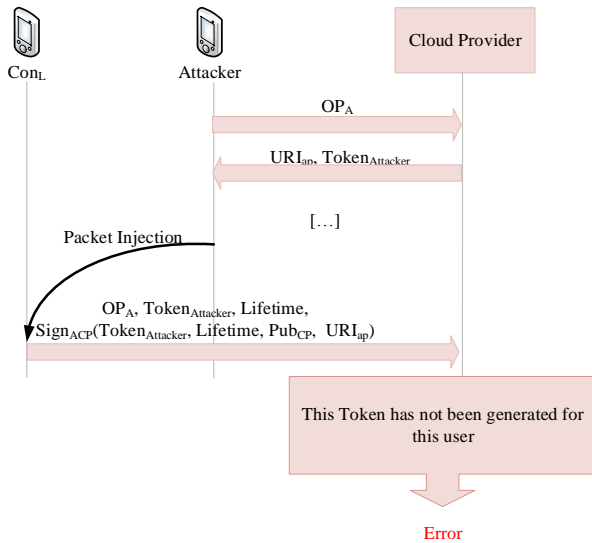 Con_L
Attacker
Cloud Provider
OP_A
URI_ap, Token_Attacker
[…]
Packet Injection
OP_A, Token_Attacker, Lifetime,
Sign_ACP(Token_Attacker, Lifetime, Pub_CP, URI_ap)
This Token has not been generated for
this user
Error